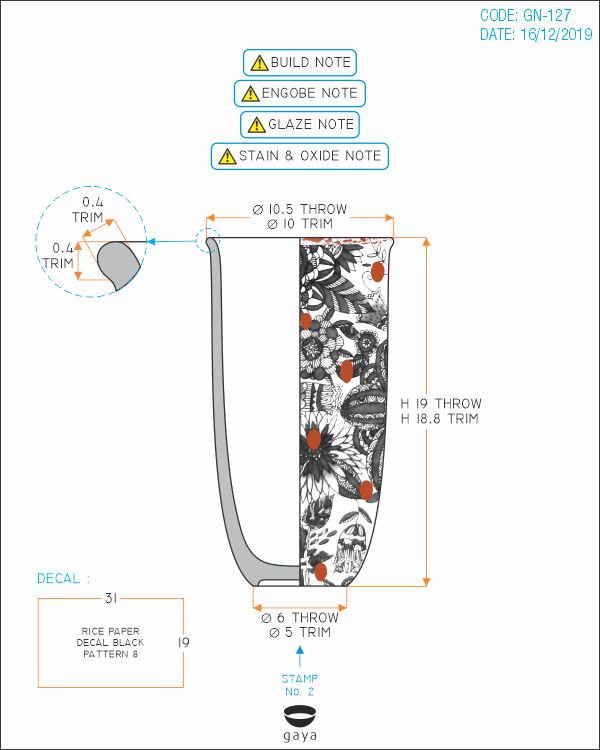 CODE: GN-127
DATE: 16/12/2019
BUILD NOTE
ENGOBE NOTE
GLAZE NOTE
STAIN & OXIDE NOTE
0.4
TRIM
0.4
TRIM
Ø 10.5 THROW
Ø 10 TRIM
H 19 THROW
H 18.8 TRIM
DECAL :
31
RICE PAPER
DECAL BLACK
PATTERN 8
19
Ø 6 THROW
Ø 5 TRIM
STAMP
No. 2
gaya